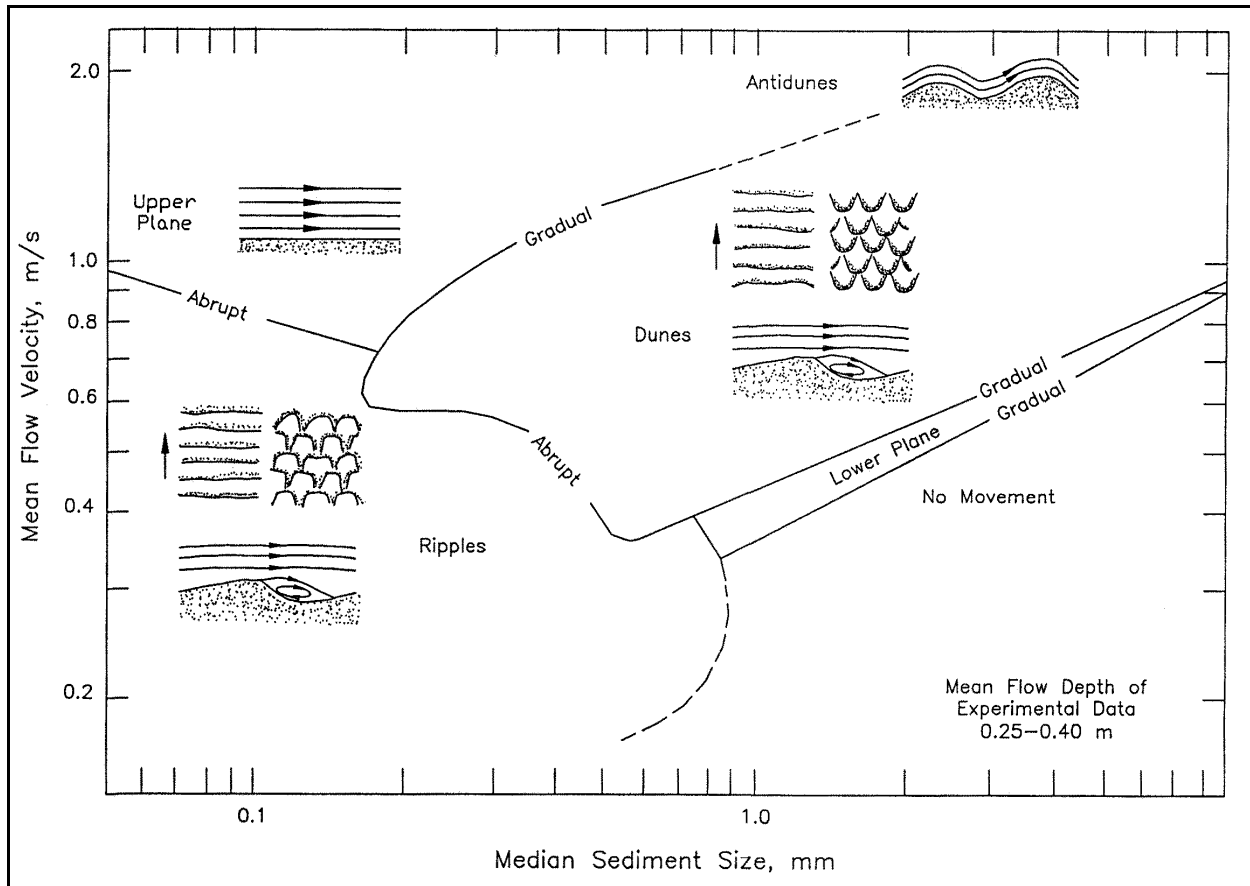 2.0
1.0
0.8
0.6
0.4
0.2
Mean Flow Velocity, m/s
Antidunes
Upper
Plane
Gradual
Abrupt
Dunes
Gradual
Gradual
Lower Plane
Abrupt
No Movement
Ripples
Mean Flow Depth of
Experimental Data
0.25–0.40 m
0.1
1.0
Median Sediment Size, mm